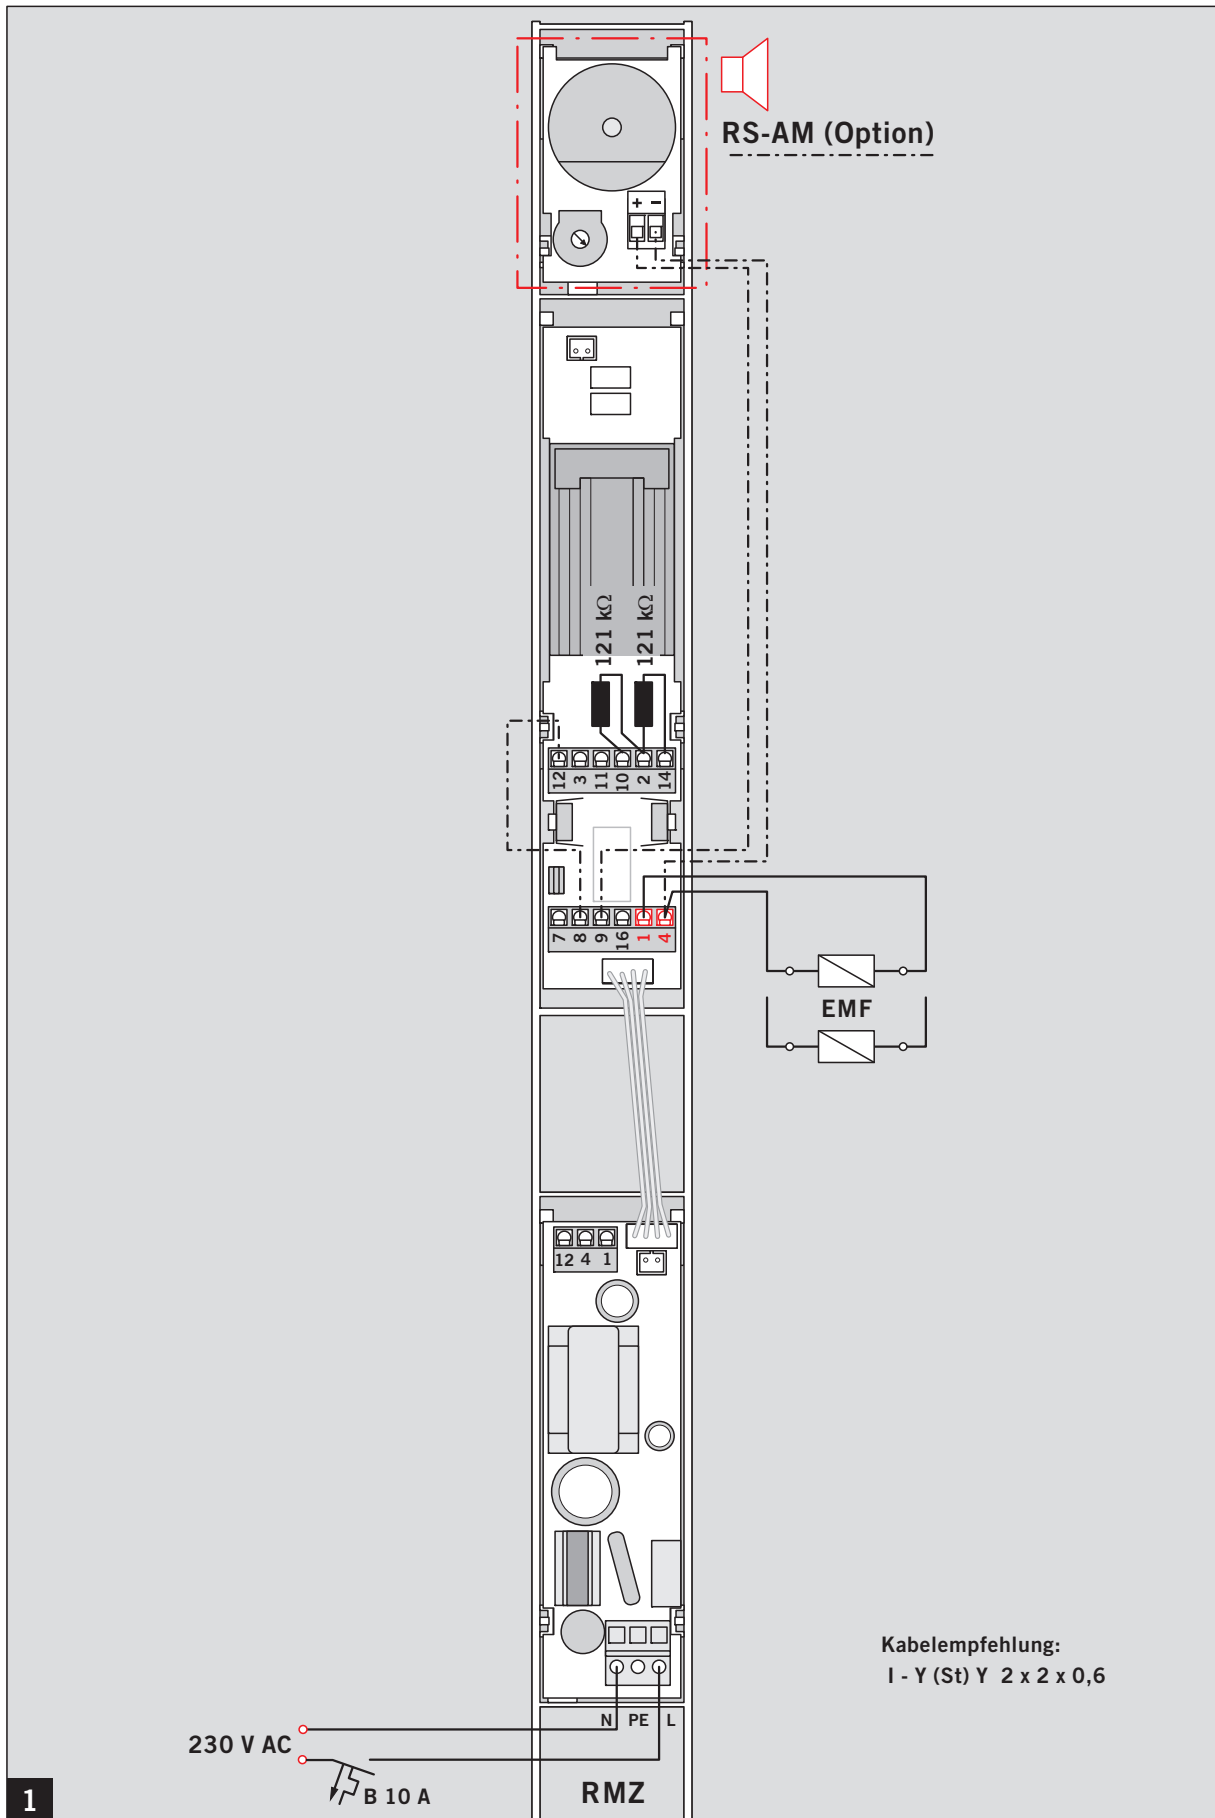 RS-AM (Option)
+ –
121 kΩ
121 kΩ
12 3 11 10 2 14
7 8 9 16 1 4
EMF
12 4 1
Kabelempfehlung:
I - Y (St) Y 2 x 2 x 0,6
N PE L
230 V AC
B 10 A
RMZ
1